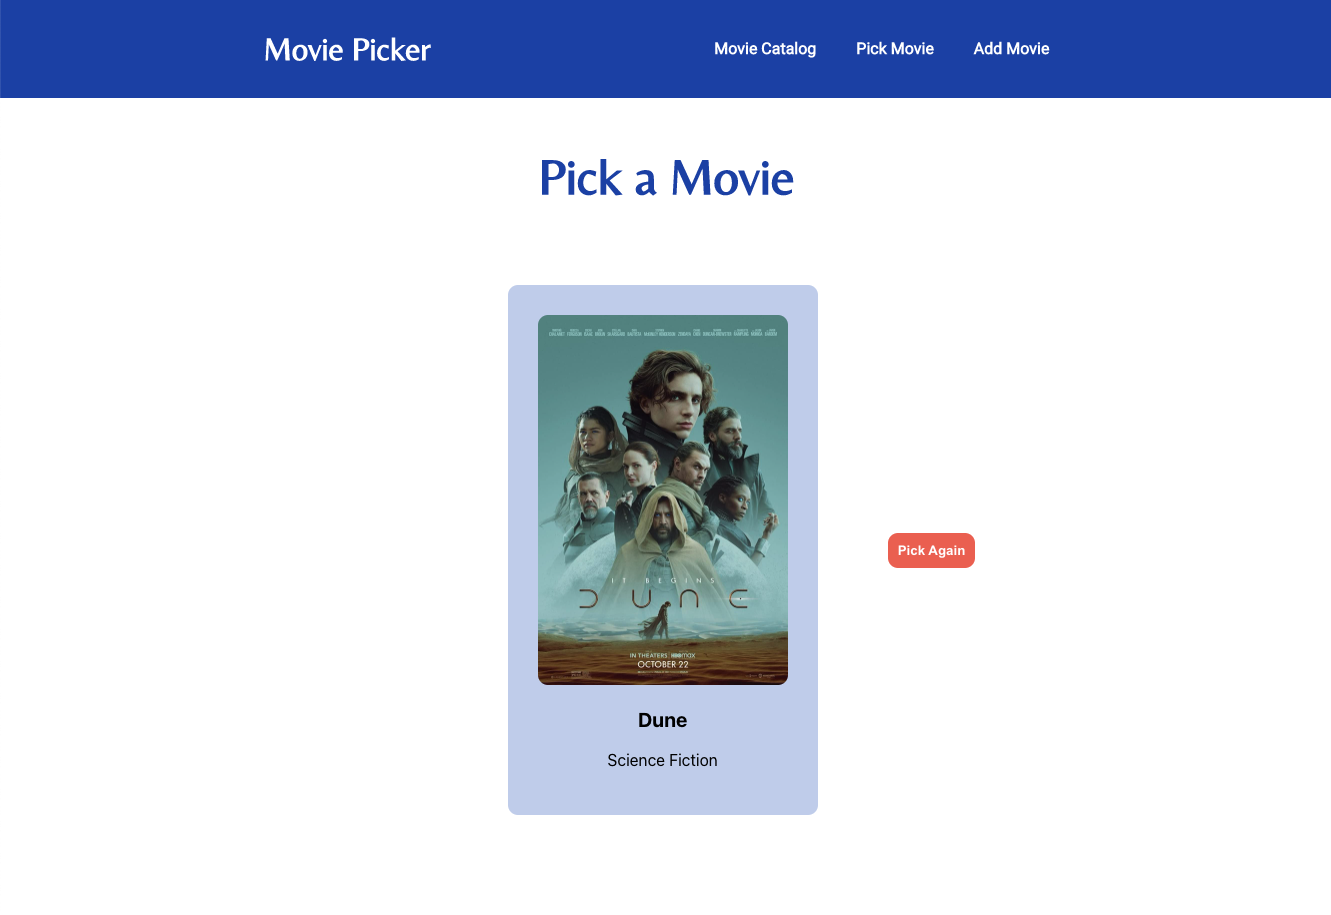 Movie Picker
Movie Catalog Pick Movie Add Movie
Pick a Movie
IT BEGINS
DUNE
IN THEATERS
HBO max
OCTOBER 22
Pick Again
Dune
Science Fiction